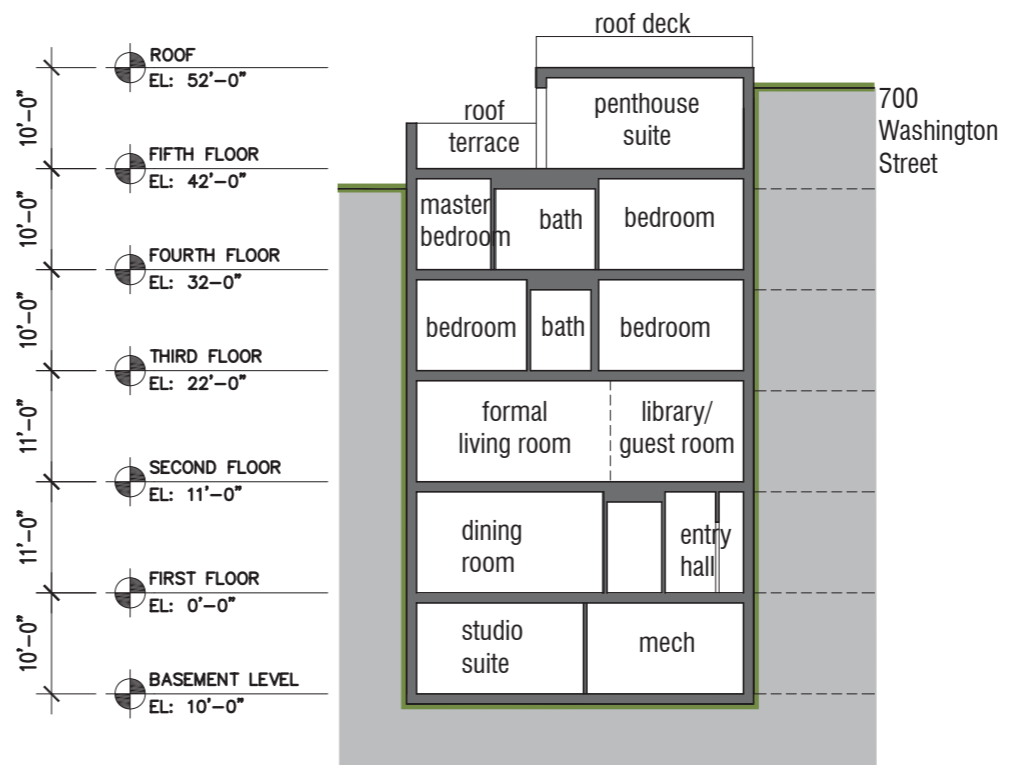 roof deck
ROOF
EL: 52'-0"
10'-0"
roof
terrace
penthouse
suite
700
Washington
Street
FIFTH FLOOR
EL: 42'-0"
10'-0"
master
bedroom
bath
bedroom
FOURTH FLOOR
EL: 32-0"
10'-0"
bedroom
bath
bedroom
THIRD FLOOR
EL: 22'-0"
11'-0"
formal
living room
library/
guest room
SECOND FLOOR
EL: 11'-0"
11'-0"
dining
room
entry
hall
FIRST FLOOR
EL: 0'-0"
10'-0"
studio
suite
mech
BASEMENT LEVEL
EL: 10'-0"